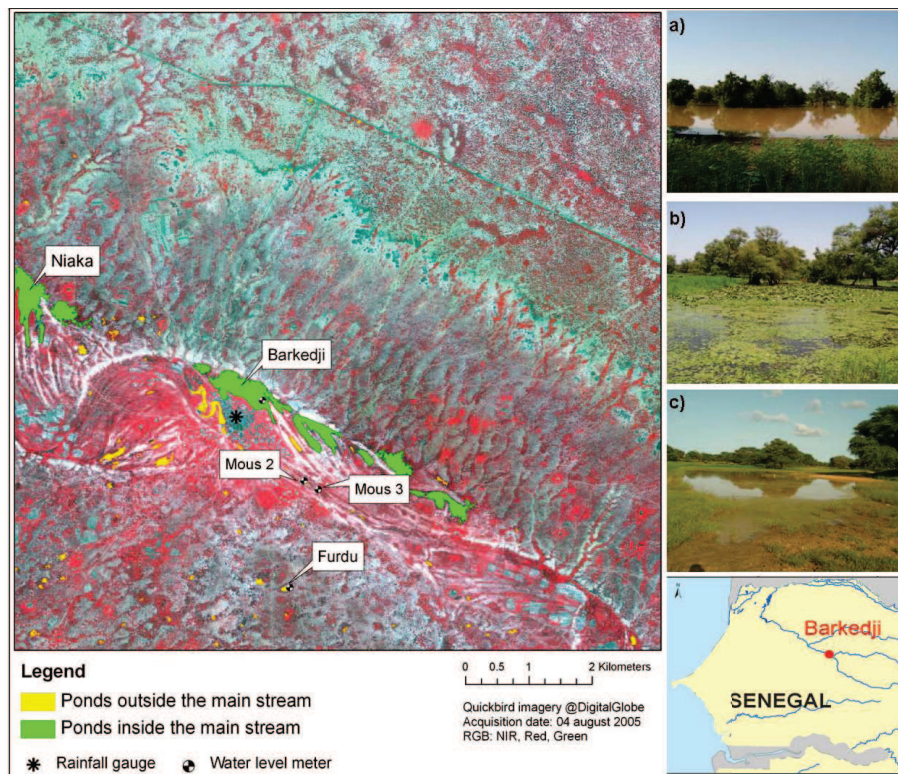 Niaka
Barkedji
Mous 2
Mous 3
Furdu
Legend
Ponds outside the main stream
Ponds inside the main stream
Rainfall gauge
Water level meter
0 0.5 1 2 Kilometers
Quickbird imagery @DigitalGlobe
Acquisition date: 04 august 2005
RGB: NIR, Red, Green
a)
b)
c)
N
Barkedji
SENEGAL